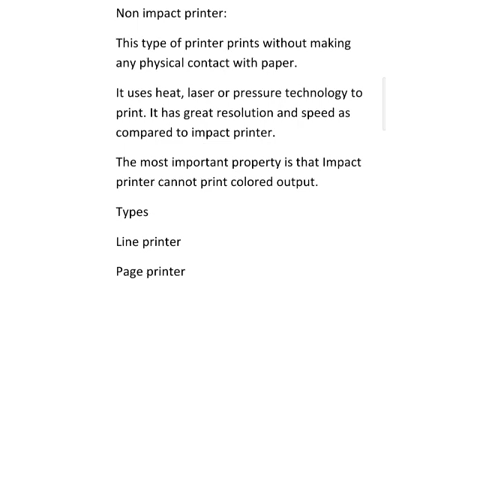 Non impact printer:
This type of printer prints without making
any physical contact with paper.
It uses heat, laser or pressure technology to
print. It has great resolution and speed as
compared to impact printer.
The most important property is that Impact
printer cannot print colored output.
Types
Line printer
Page printer